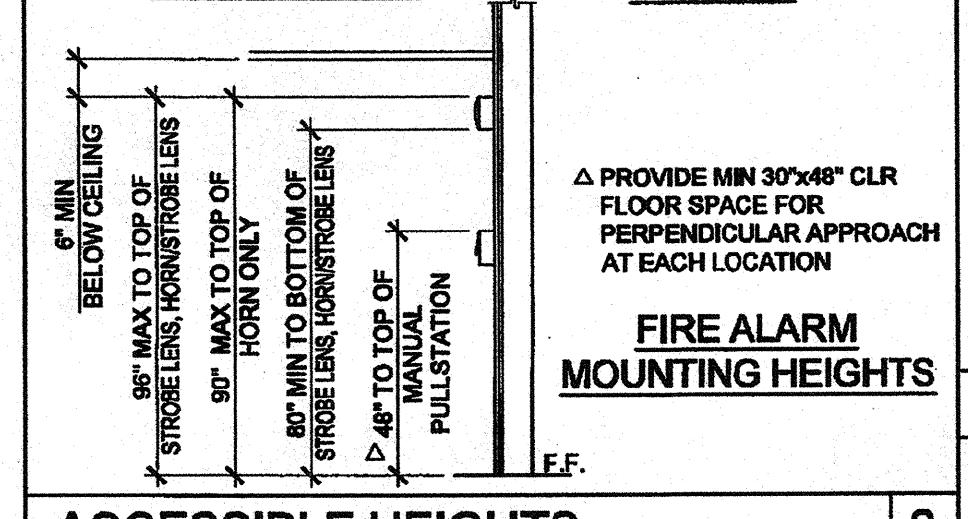 6" MIN
BELOW CEILING
96" MAX TO TOP OF
STROBE LENS, HORN/STROBE LENS
90" MAX TO TOP OF
HORN ONLY
80" MIN TO BOTTOM OF
STROBE LENS, HORN/STROBE LENS
△ 48" TO TOP OF
MANUAL
PULLSTATION
△ PROVIDE MIN 30"x48" CLR
FLOOR SPACE FOR
PERPENDICULAR APPROACH
AT EACH LOCATION
FIRE ALARM
MOUNTING HEIGHTS
F.F.
ACCESSIBLE HEIGHTS